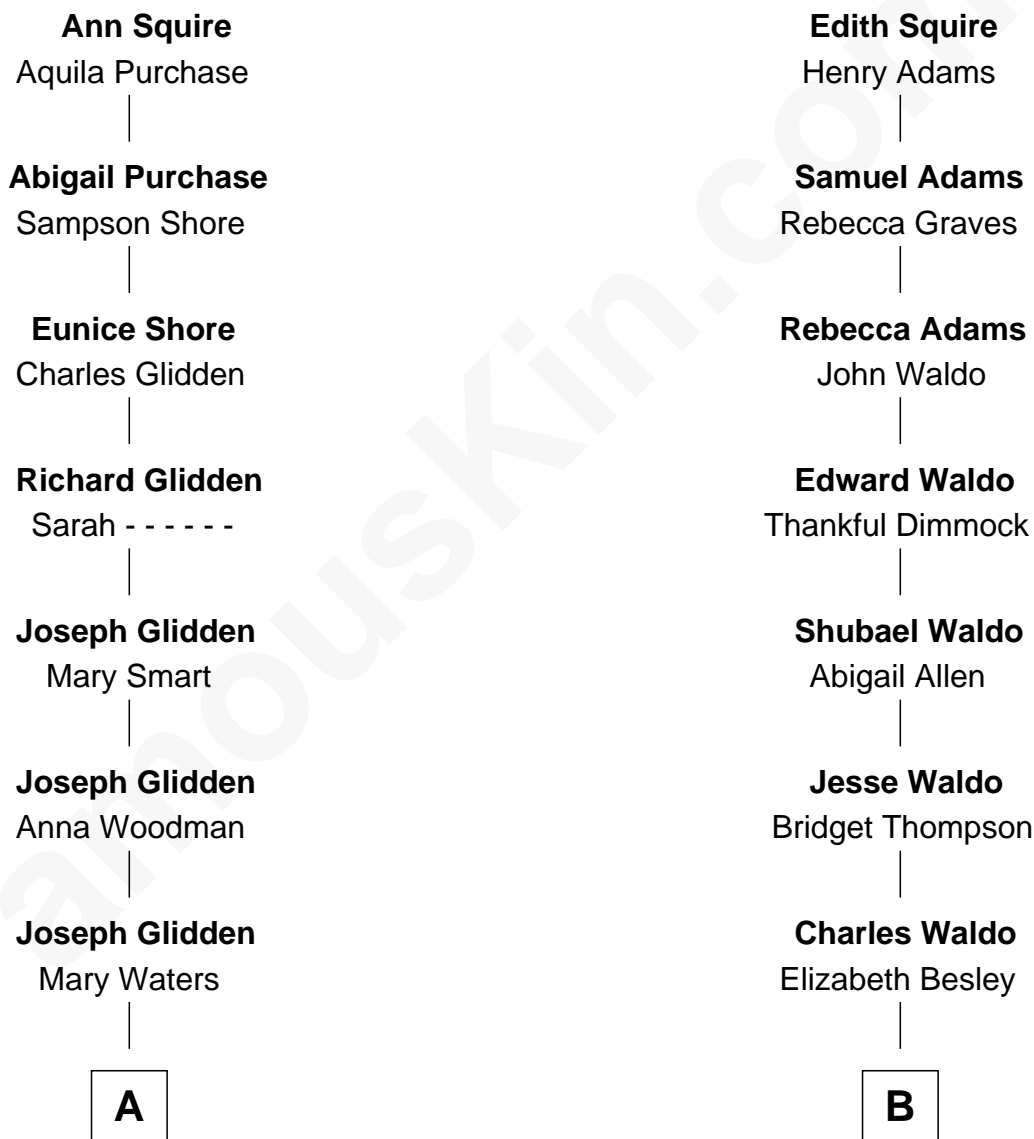 Ann Squire
Aquila Purchase
Abigail Purchase
Sampson Shore
Eunice Shore
Charles Glidden
Richard Glidden
Sarah - - - - - -
Joseph Glidden
Mary Smart
Joseph Glidden
Anna Woodman
Joseph Glidden
Mary Waters
A
Edith Squire
Henry Adams
Samuel Adams
Rebecca Graves
Rebecca Adams
John Waldo
Edward Waldo
Thankful Dimmock
Shubael Waldo
Abigail Allen
Jesse Waldo
Bridget Thompson
Charles Waldo
Elizabeth Besley
B
amousKin.com